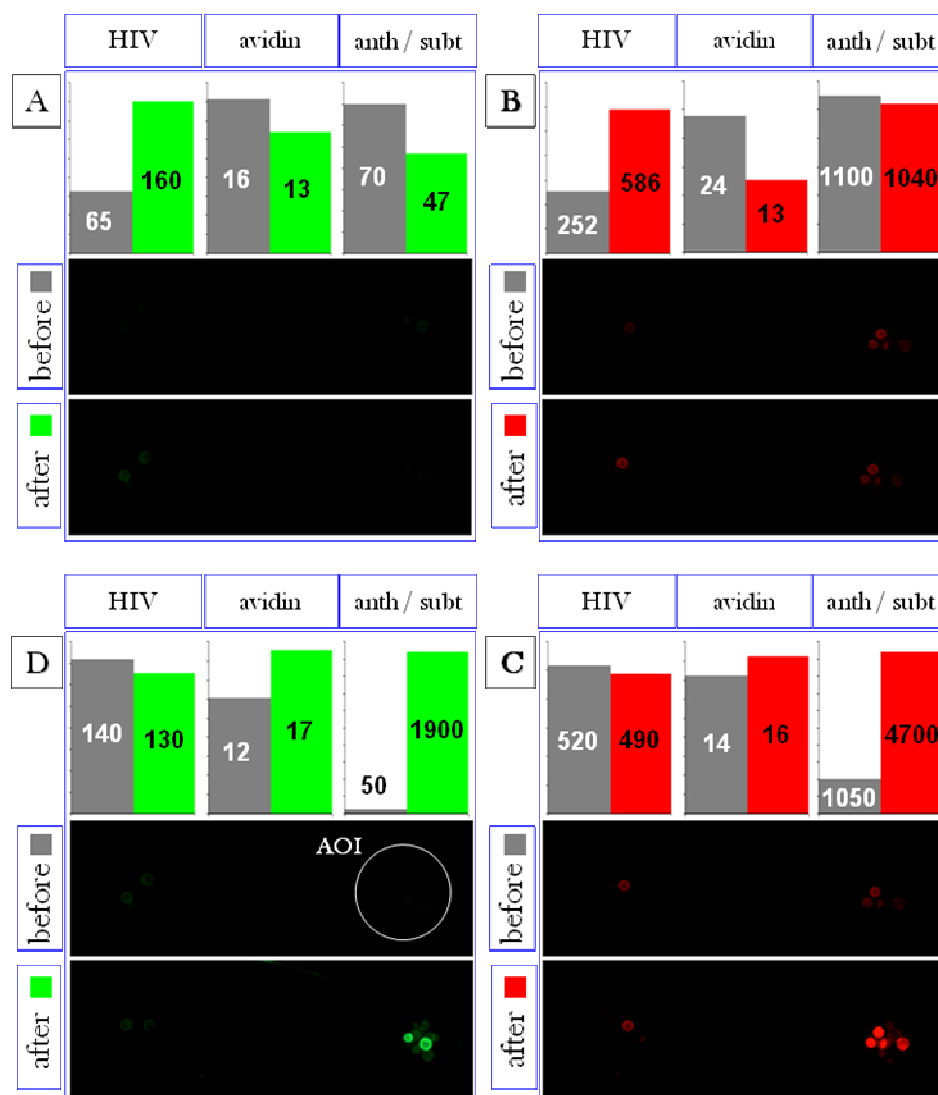 HIV avidin anth / subt
A
65 160 16 13 70 47
before
after
HIV avidin anth / subt
B
252 586 24 13 1100 1040
before
after
HIV avidin anth / subt
D
140 130 12 17 50 1900
before
AOI
after
HIV avidin anth / subt
C
520 490 14 16 1050 4700
before
after